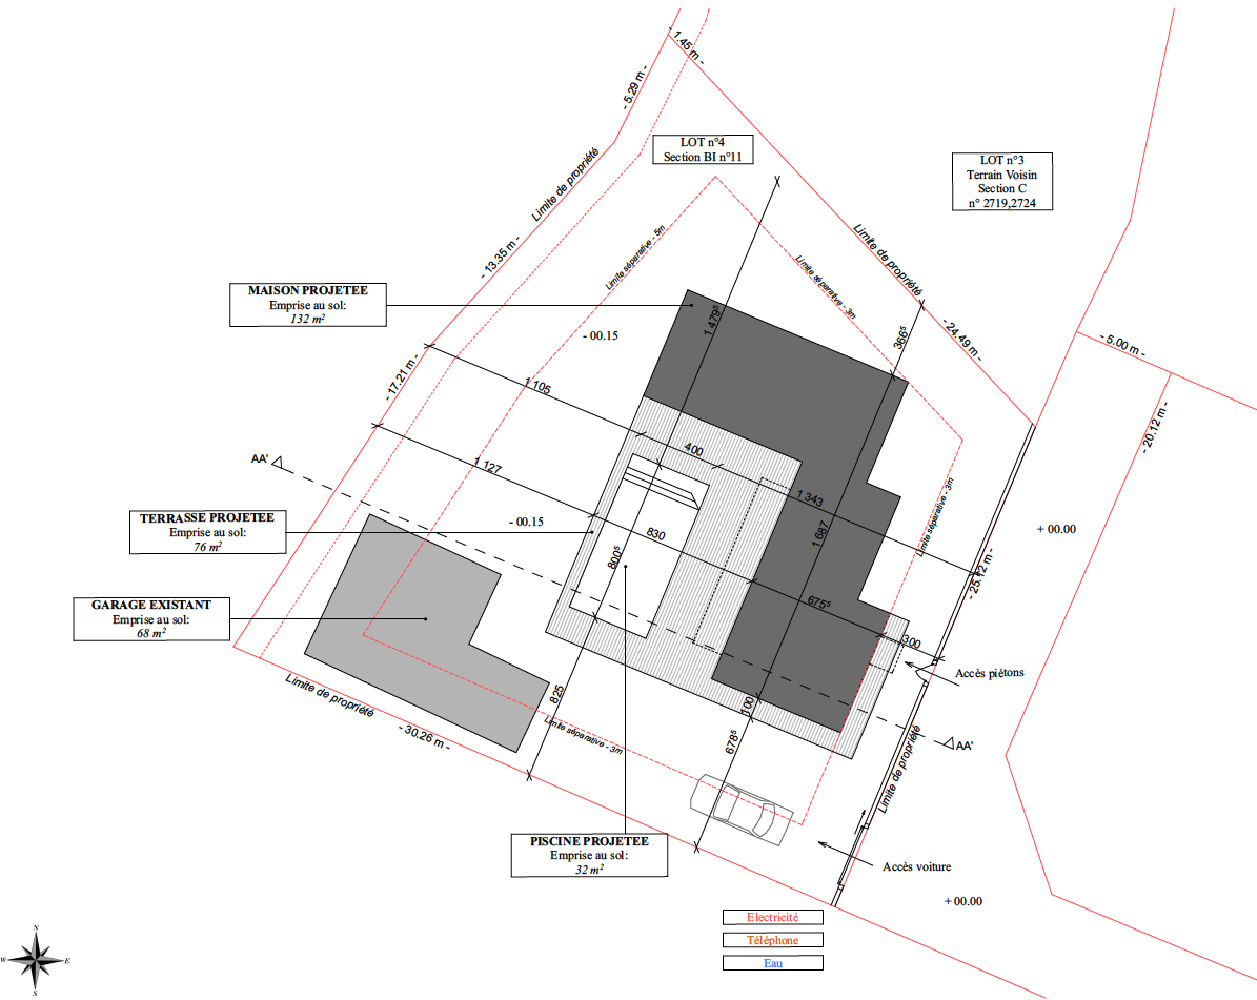 - 1.45 m -
- 5.29 m -
LOT n°4
Section BI n°11
LOT n°3
Terrain Voisin
Section C
n° 2719,2724
Limite de propriété
- 13.35 m -
Limite séparative - 5m
Limite de propriété
Limite séparative - 3m
MAISON PROJETEE
Emprise au sol:
132 m²
1 479⁵
366⁵
- 24.49 m -
- 5.00 m -
- 00.15
- 17.21 m -
1 105
- 20.12 m -
400
AA'
1 127
1 343
Limite séparative - 3m
TERRASSE PROJETEE
Emprise au sol:
76 m²
- 00.15
830
1 687
+ 00.00
800⁵
- 25.12 m -
GARAGE EXISTANT
Emprise au sol:
68 m²
675⁵
300
Accès piétons
Limite de propriété
825
100
- 30.26 m -
Limite séparative - 3m
678⁵
AA'
Limite de propriété
PISCINE PROJETEE
Emprise au sol:
32 m²
Accès voiture
+ 00.00
Electricité
Téléphone
Eau
N
W
E
S